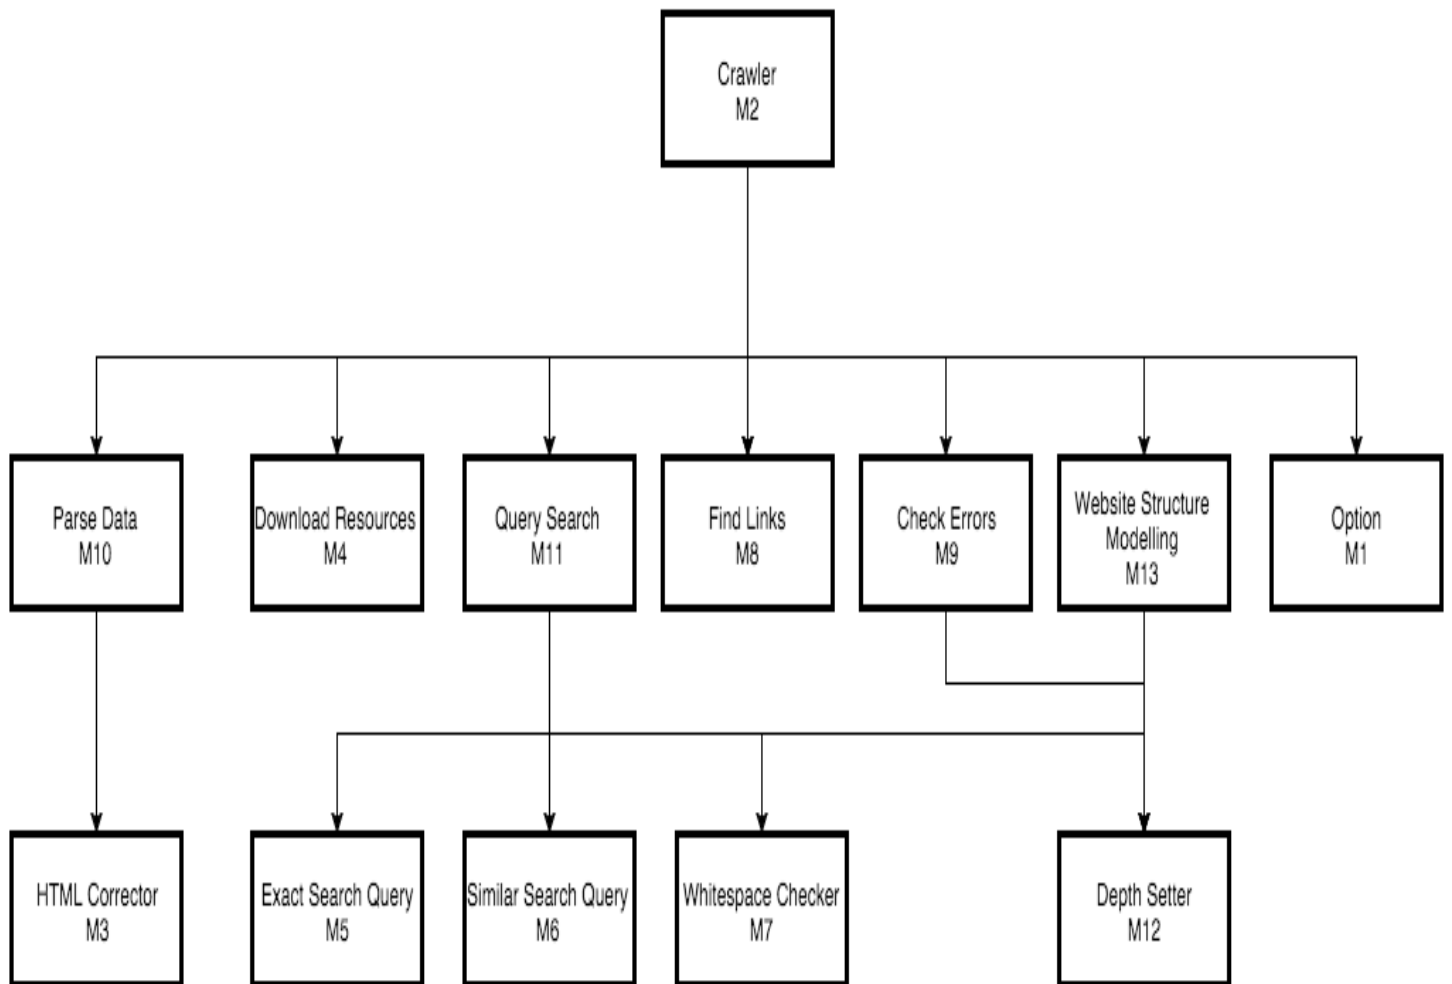 Crawler
M2
Parse Data
M10
Download Resources
M4
Query Search
M11
Find Links
M8
Check Errors
M9
Website Structure
Modelling
M13
Option
M1
HTML Corrector
M3
Exact Search Query
M5
Similar Search Query
M6
Whitespace Checker
M7
Depth Setter
M12